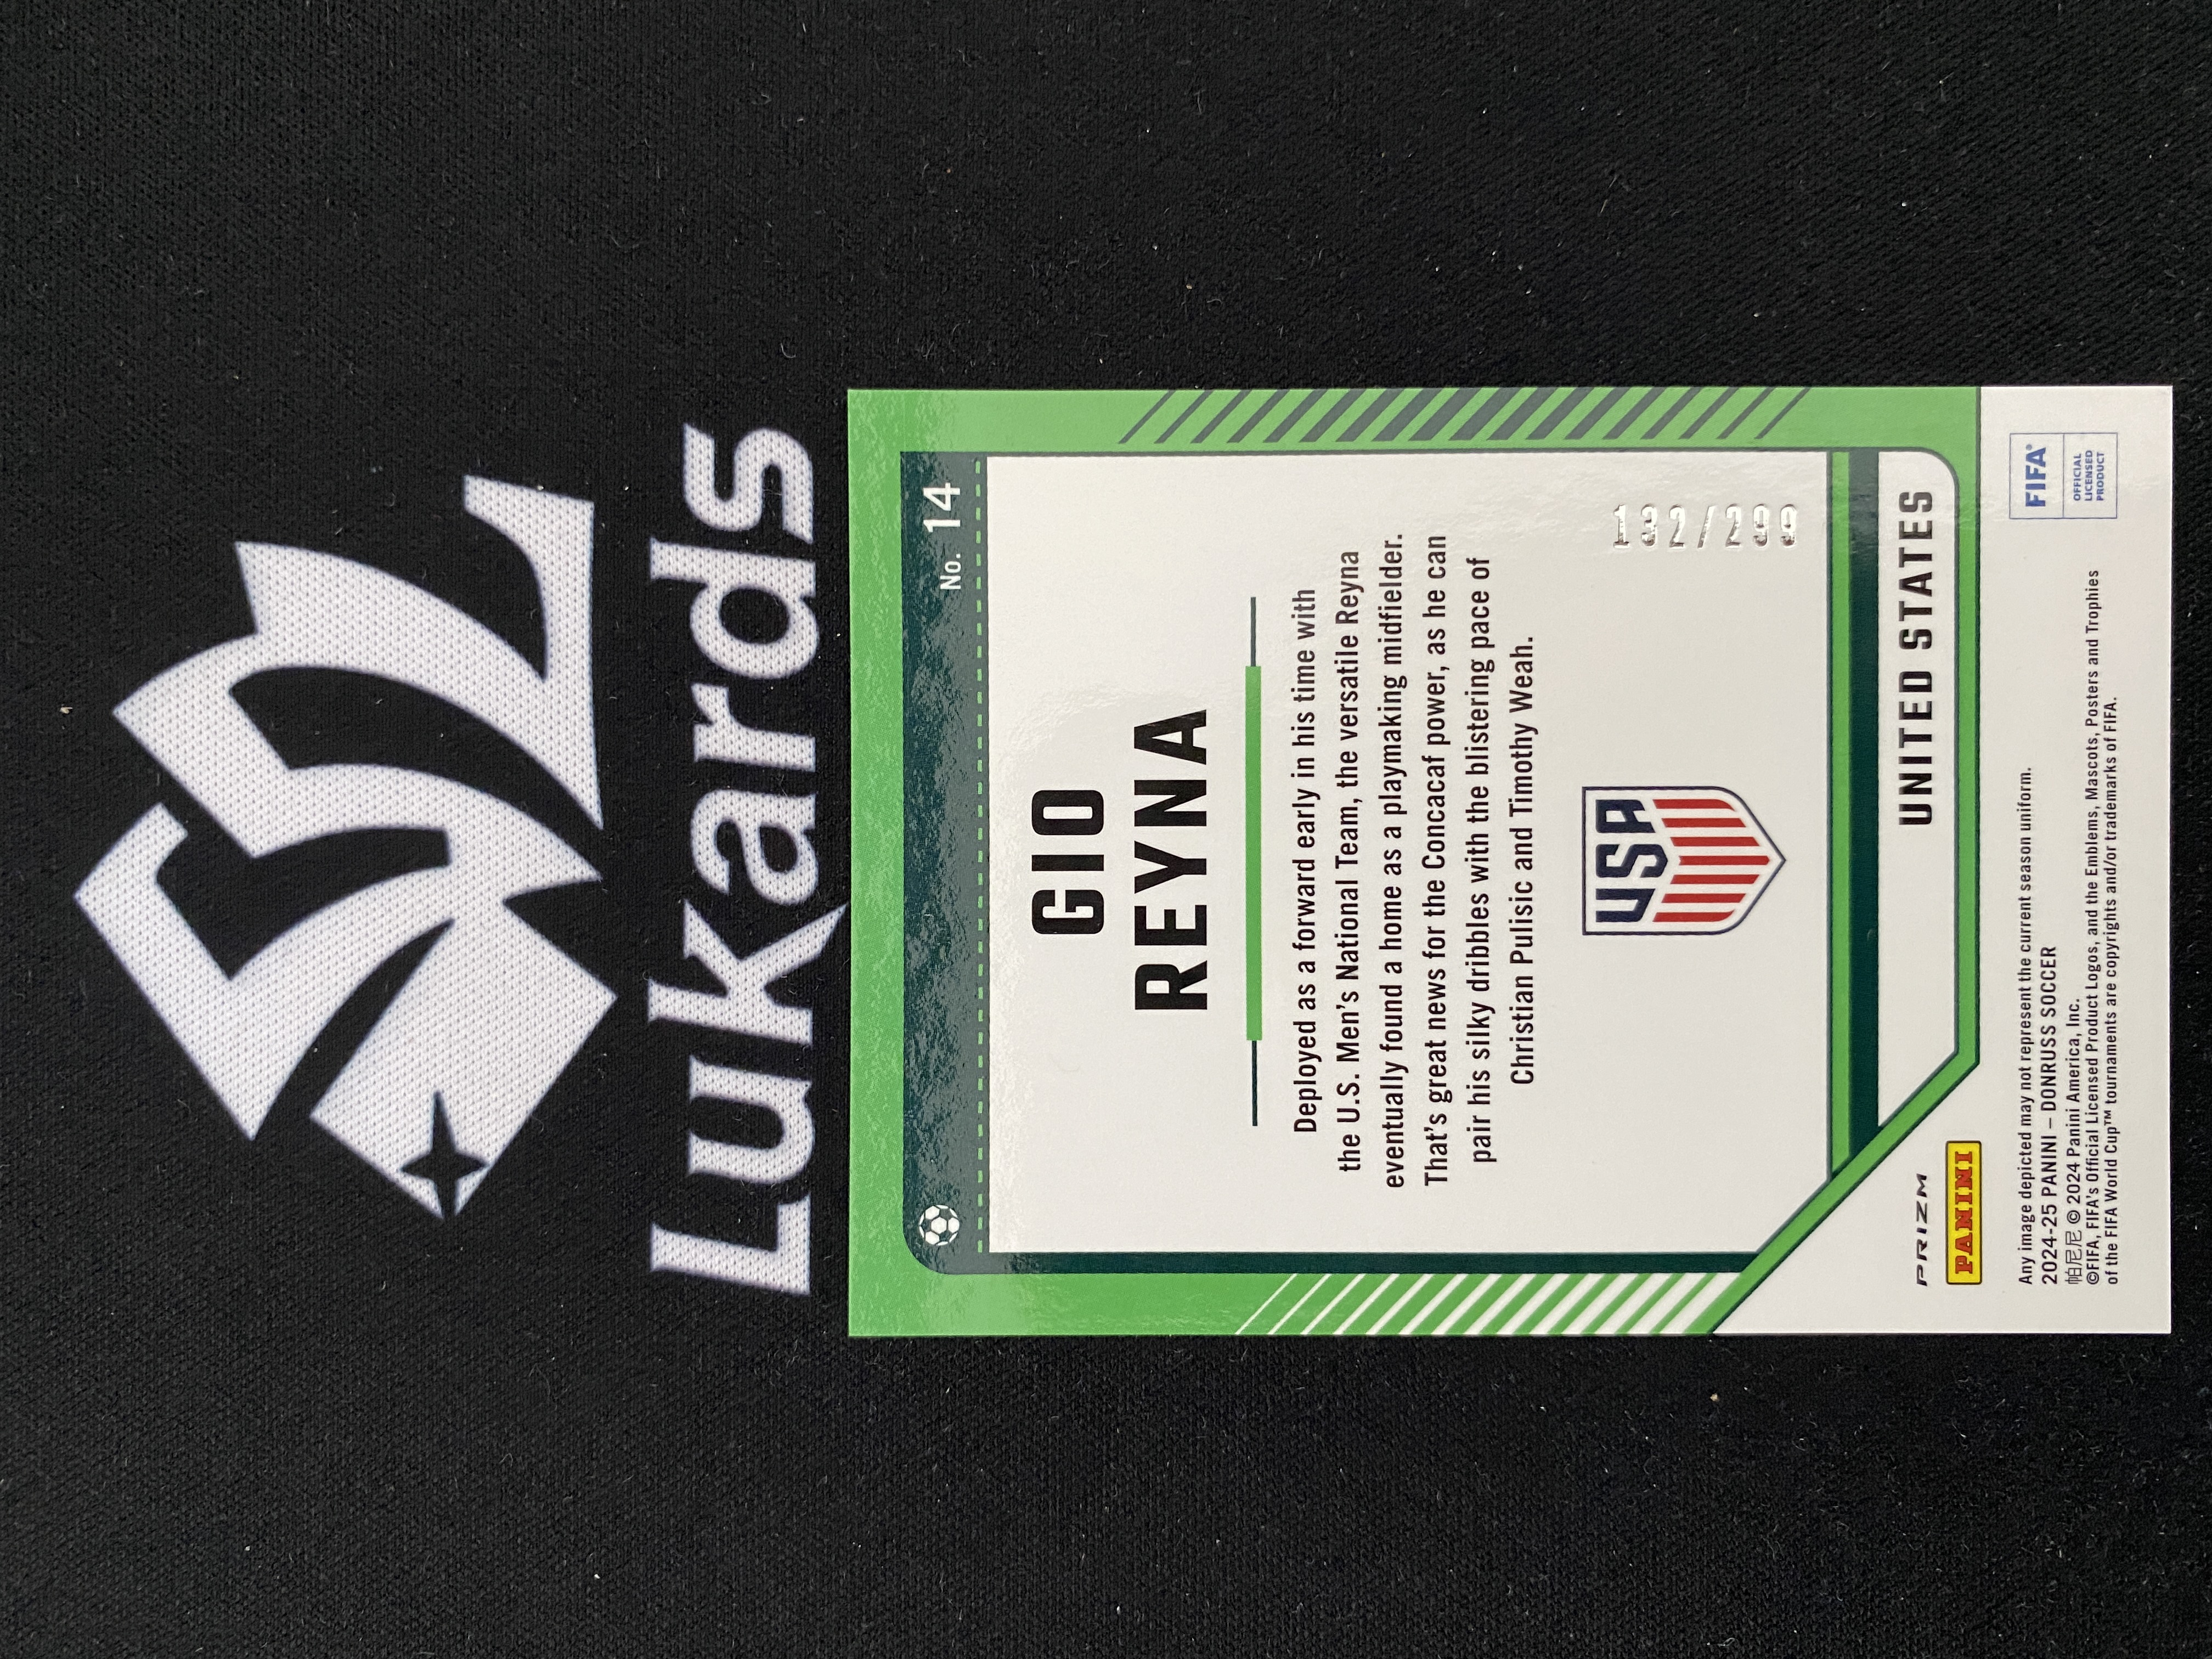 Lukards
No. 14
GIO
REYNA
Deployed as a forward early in his time with
the U.S. Men's National Team, the versatile Reyna
eventually found a home as a playmaking midfielder.
That's great news for the Concacaf power, as he can
pair his silky dribbles with the blistering pace of
Christian Pulisic and Timothy Weah.
132/299
USA
UNITED STATES
PRIZM
PANINI
FIFA®
OFFICIAL
LICENSED
PRODUCT
Any image depicted may not represent the current season uniform.
2024-25 PANINI – DONRUSS SOCCER
帕尼尼 © 2024 Panini America, Inc.
©FIFA, FIFA's Official Licensed Product Logos, and the Emblems, Mascots, Posters and Trophies
of the FIFA World Cup™ tournaments are copyrights and/or trademarks of FIFA.